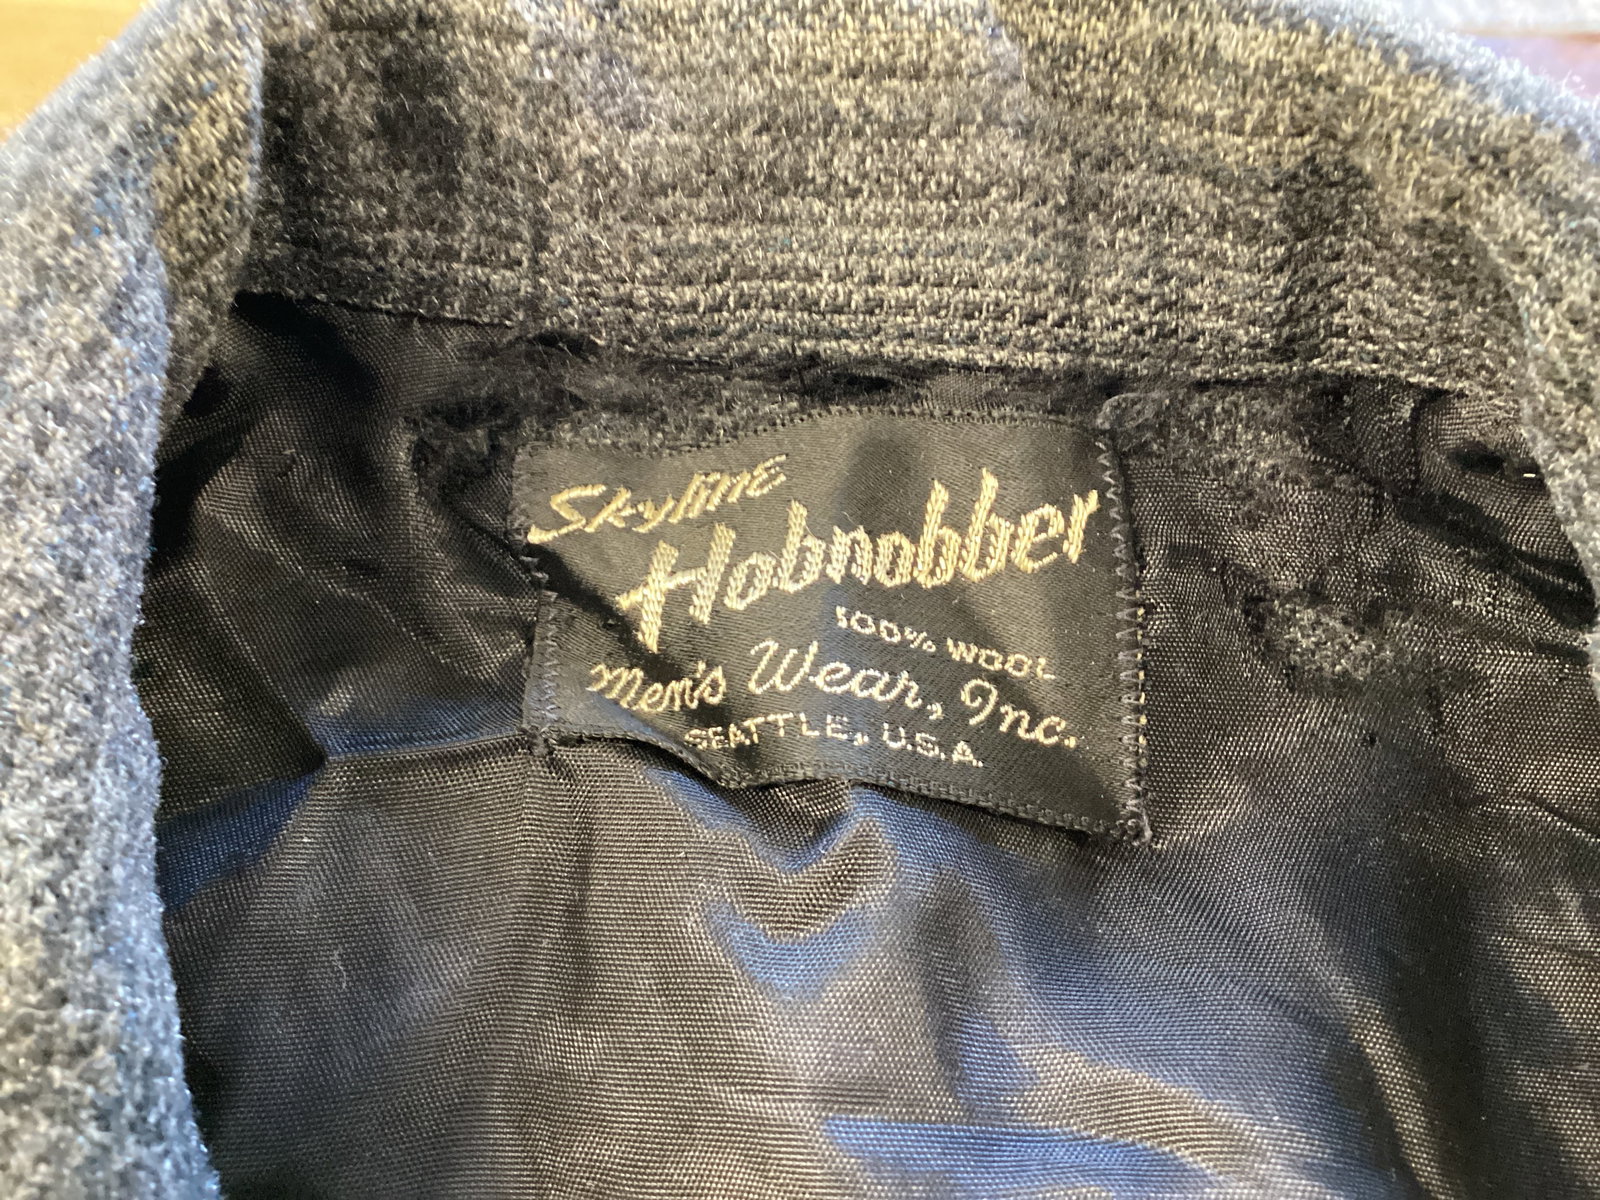 Skyline
Hobnobber
100% WOOL
Men's Wear, Inc.
SEATTLE, U.S.A.